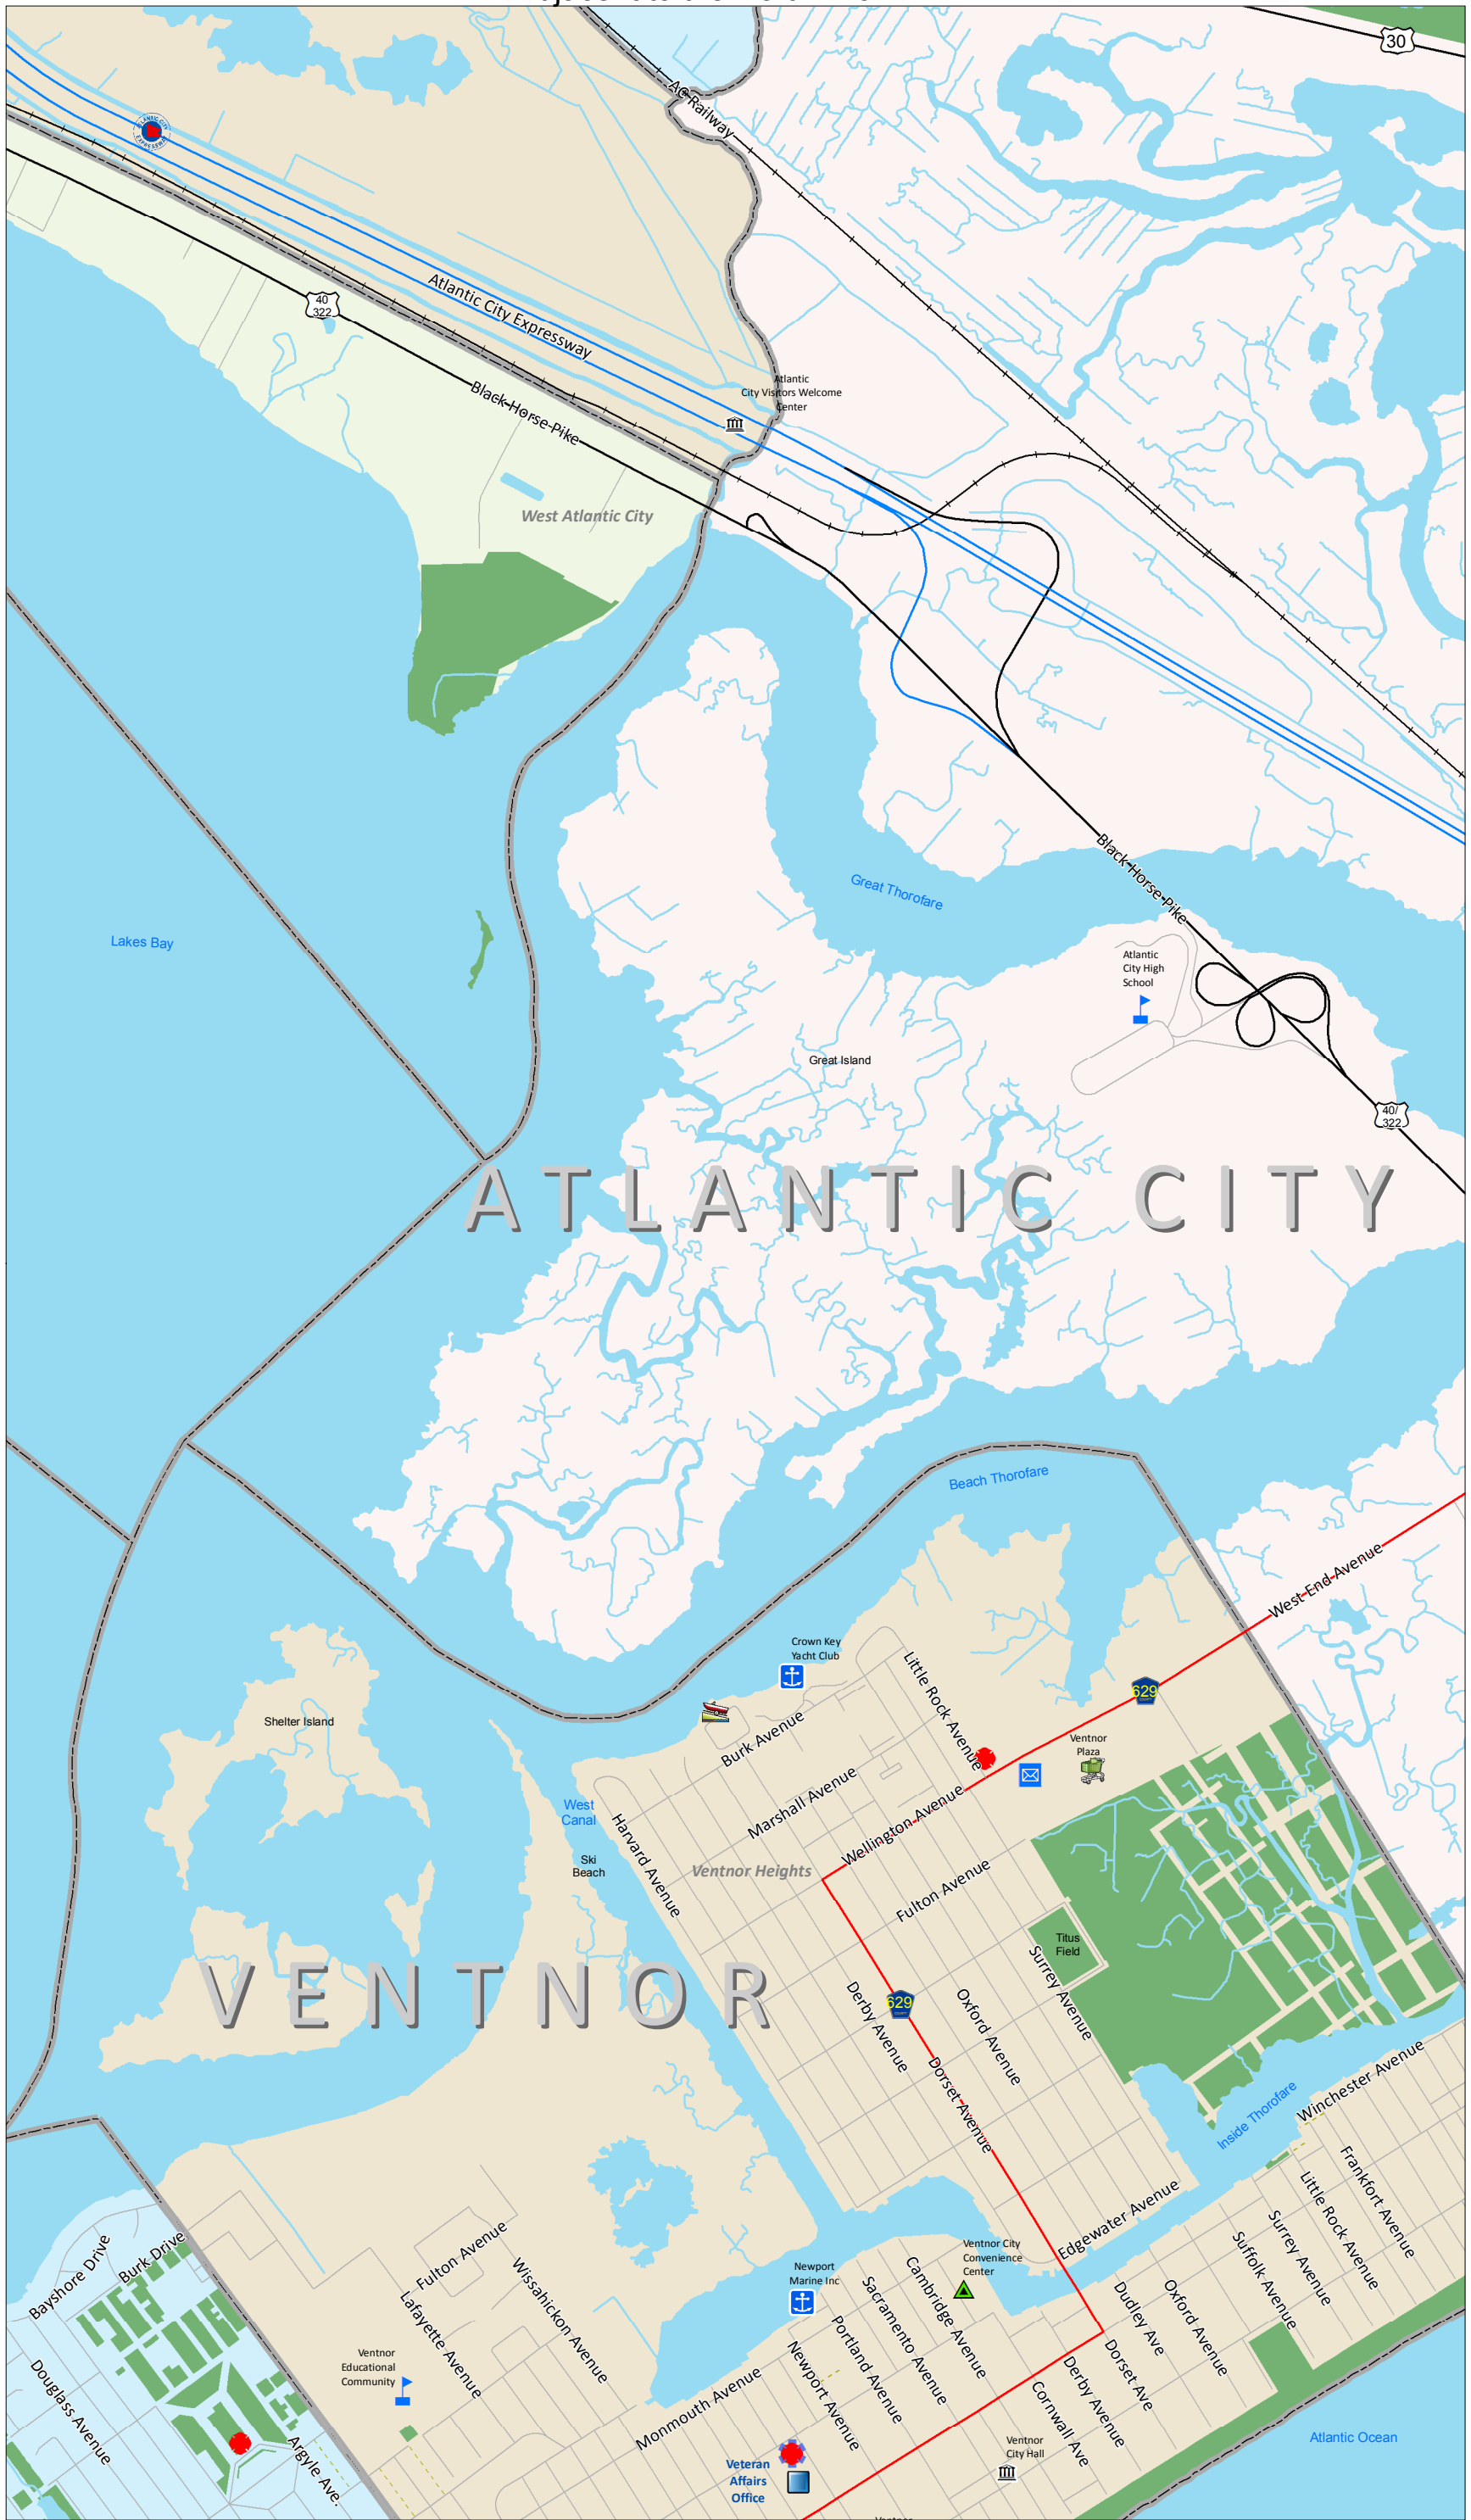 30
AC Railway
ATLANTIC CITY
EXPRESSWAY
40
322
Atlantic City Expressway
Atlantic
City Visitors Welcome
Center
Black Horse Pike
West Atlantic City
Black Horse Pike
Great Thorofare
Lakes Bay
Atlantic
City High
School
Great Island
40/
322
ATLANTIC CITY
Beach Thorofare
West End Avenue
Crown Key
Yacht Club
Little Rock Avenue
629
Shelter Island
Burk Avenue
Ventnor
Plaza
Marshall Avenue
West
Canal
Wellington Avenue
Harvard Avenue
Ski
Beach
Ventnor Heights
Fulton Avenue
Titus
Field
VENTNOR
Surrey Avenue
629
Derby Avenue
Oxford Avenue
Dorset Avenue
Winchester Avenue
Inside Thorofare
Edgewater Avenue
Frankfort Avenue
Little Rock Avenue
Surrey Avenue
Suffolk Avenue
Bayshore Drive
Burk Drive
Fulton Avenue
Wissahickon Avenue
Lafayette Avenue
Newport
Marine Inc
Ventnor City
Convenience
Center
Cambridge Avenue
Sacramento Avenue
Portland Avenue
Newport Avenue
Dudley Ave
Oxford Avenue
Dorset Ave
Derby Avenue
Cornwall Ave
Ventnor
Educational
Community
Monmouth Avenue
Douglass Avenue
Argyle Ave.
Ventnor
City Hall
Atlantic Ocean
Veteran
Affairs
Office